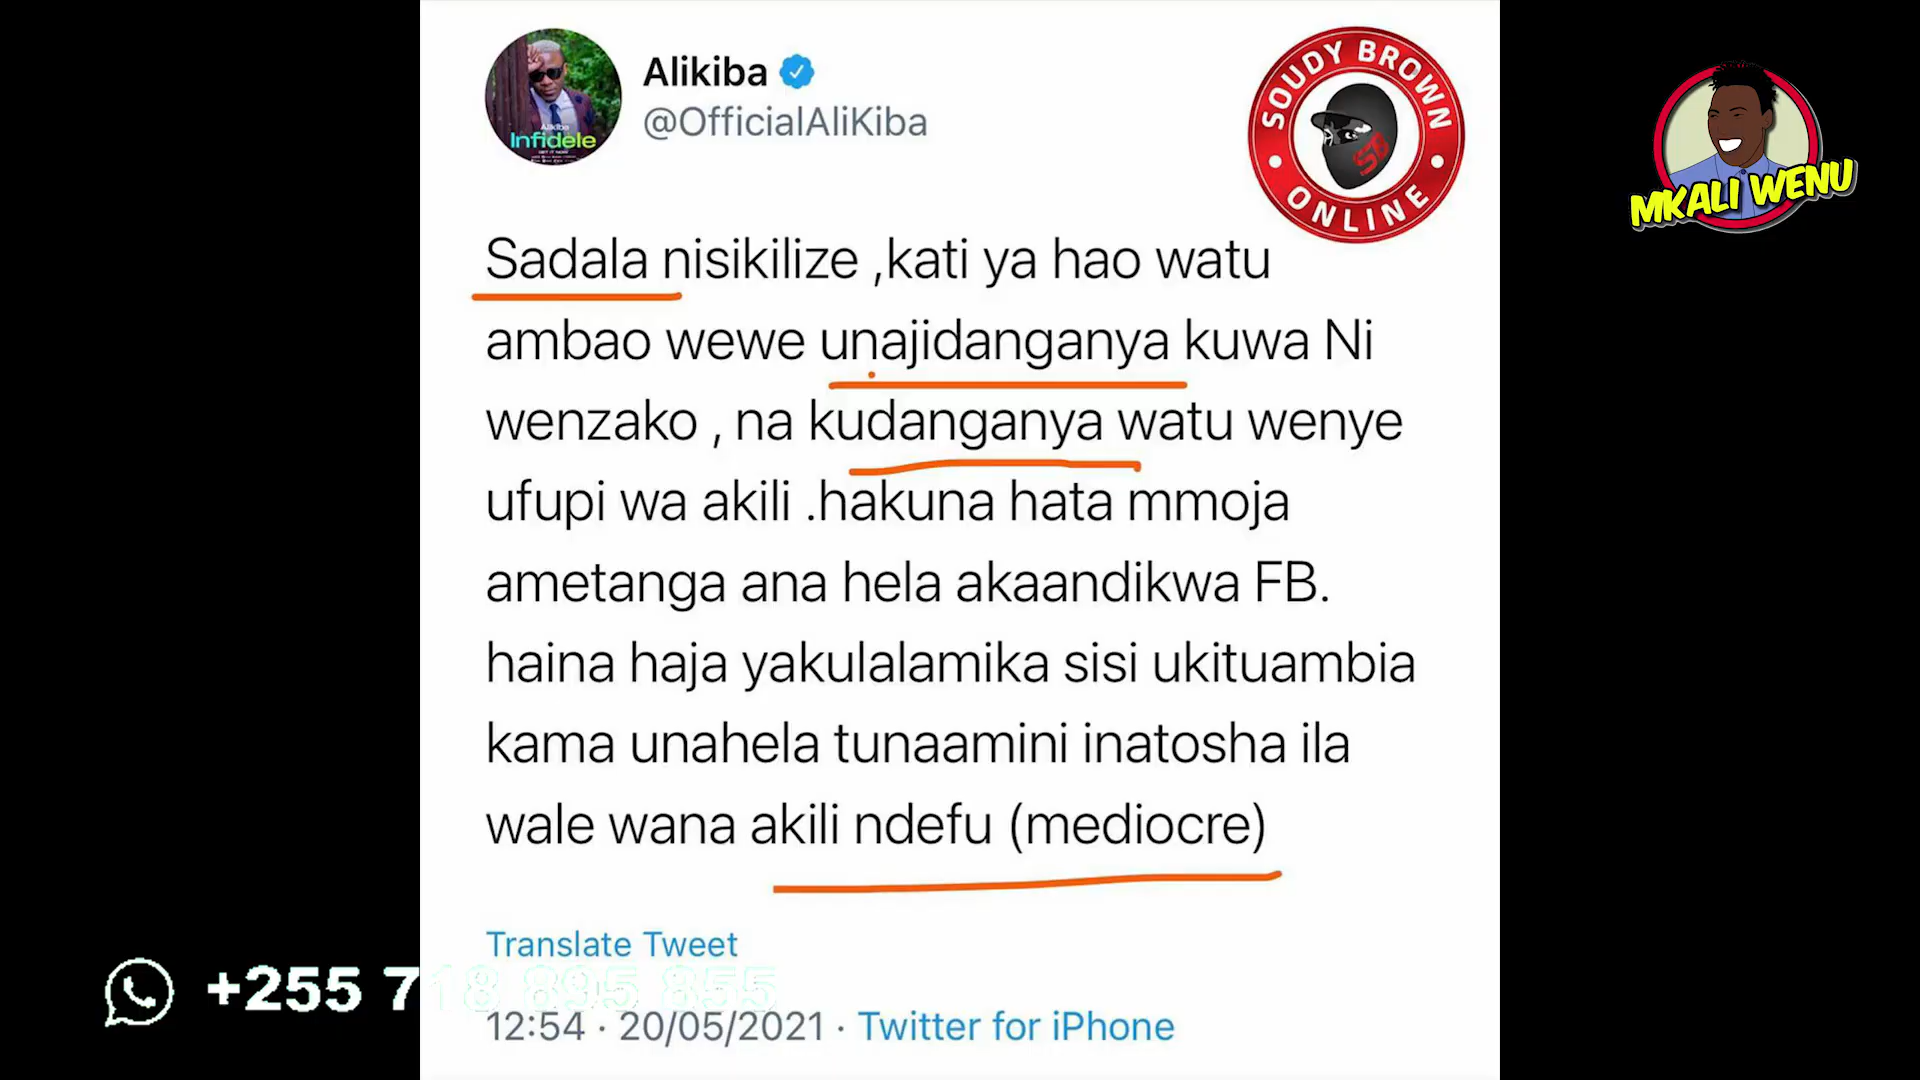 Alikiba
@OfficialAliKiba
Alikiba
Infidele
SOUDY BROWN
SB
ONLINE
MKALI WENU
Sadala nisikilize ,kati ya hao watu
ambao wewe unajidanganya kuwa Ni
wenzako , na kudanganya watu wenye
ufupi wa akili .hakuna hata mmoja
ametanga ana hela akaandikwa FB.
haina haja yakulalamika sisi ukituambia
kama unahela tunaamini inatosha ila
wale wana akili ndefu (mediocre)
Translate Tweet
+255 718 895 855
12:54 · 20/05/2021 · Twitter for iPhone